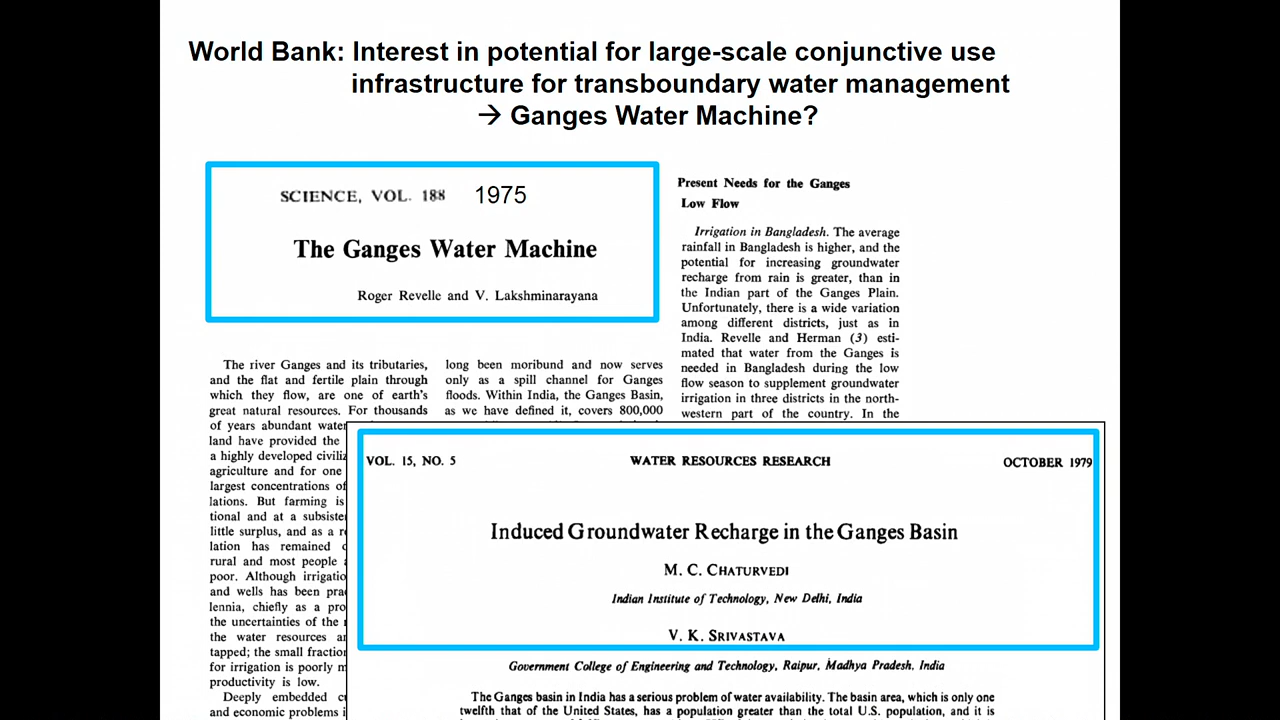 World Bank: Interest in potential for large-scale conjunctive use
infrastructure for transboundary water management
→ Ganges Water Machine?
SCIENCE, VOL. 188 1975
The Ganges Water Machine
Roger Revelle and V. Lakshminarayana
The river Ganges and its tributaries,
and the flat and fertile plain through
which they flow, are one of earth's
great natural resources. For thousands
of years abundant water
land have provided the
a highly developed civiliz
agriculture and for one
largest concentrations of
lations. But farming is
tional and at a subsiste
little surplus, and as a r
lation has remained
rural and most people
poor. Although irrigatio
and wells has been pra
lennia, chiefly as a pro
the uncertainties of the
the water resources ar
tapped; the small fraction
for irrigation is poorly m
productivity is low.
Deeply embedded
and economic problems i
long been moribund and now serves
only as a spill channel for Ganges
floods. Within India, the Ganges Basin,
as we have defined it, covers 800,000
Present Needs for the Ganges
Low Flow
Irrigation in Bangladesh. The average
rainfall in Bangladesh is higher, and the
potential for increasing groundwater
recharge from rain is greater, than in
the Indian part of the Ganges Plain.
Unfortunately, there is a wide variation
among different districts, just as in
India. Revelle and Herman (3) esti-
mated that water from the Ganges is
needed in Bangladesh during the low
flow season to supplement groundwater
irrigation in three districts in the north-
western part of the country. In the
VOL. 15, NO. 5 WATER RESOURCES RESEARCH OCTOBER 1979
Induced Groundwater Recharge in the Ganges Basin
M. C. CHATURVEDI
Indian Institute of Technology, New Delhi, India
V. K. SRIVASTAVA
Government College of Engineering and Technology, Raipur, Madhya Pradesh, India
The Ganges basin in India has a serious problem of water availability. The basin area, which is only one
twelfth that of the United States, has a population greater than the total U.S. population, and it is